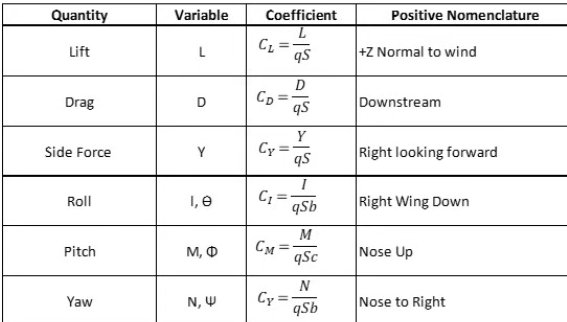 Quantity Variable Coefficient Positive Nomenclature
Lift L C_L = L/qS +Z Normal to wind
Drag D C_D = D/qS Downstream
Side Force Y C_Y = Y/qS Right looking forward
Roll I, Θ C_I = I/qSb Right Wing Down
Pitch M, Φ C_M = M/qSc Nose Up
Yaw N, Ψ C_Y = N/qSb Nose to Right